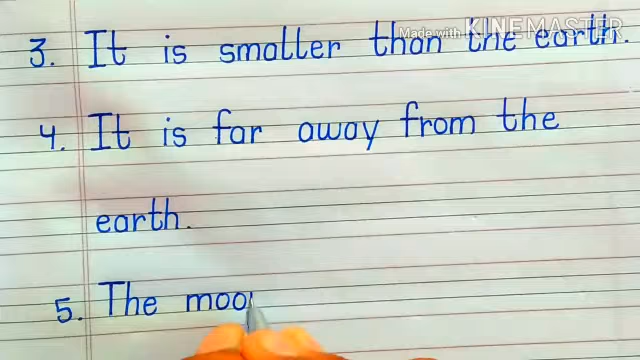 Made with KINEMASTER
3. It is smaller than the earth.
4. It is far away from the
earth.
5. The moo